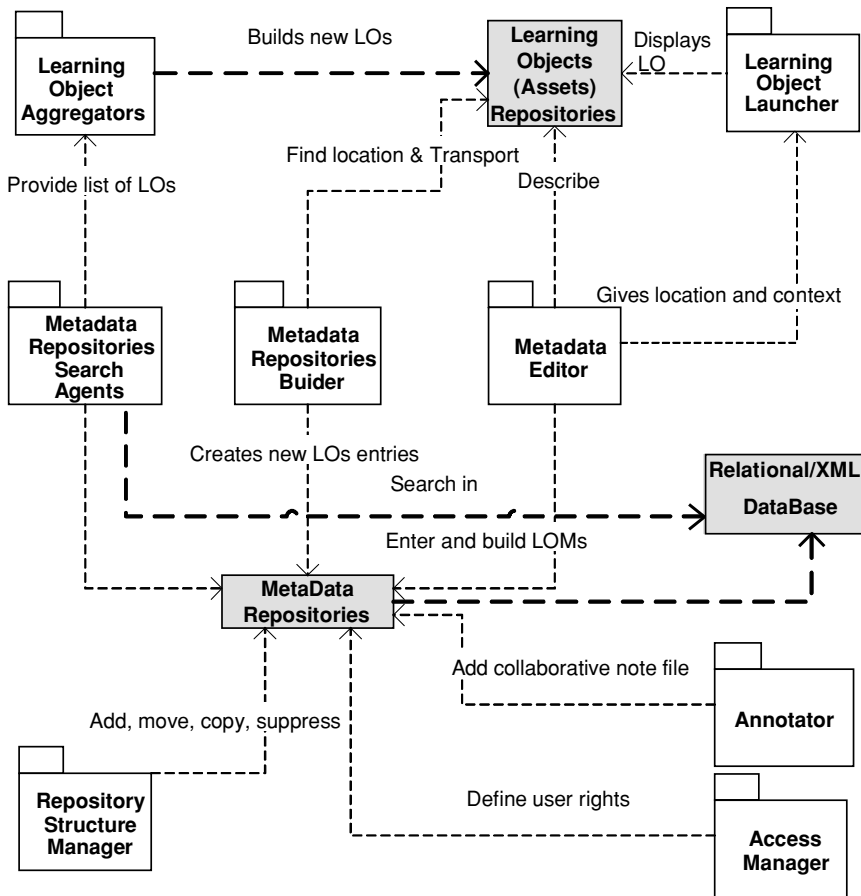 Builds new LOs
Learning
Object
Aggregators
Learning
Objects
(Assets)
Repositories
Displays
LO
Learning
Object
Launcher
Find location & Transport
Provide list of LOs
Describe
Gives location and context
Metadata
Repositories
Search
Agents
Metadata
Repositories
Buider
Metadata
Editor
Creates new LOs entries
Search in
Relational/XML
DataBase
Enter and build LOMs
MetaData
Repositories
Add collaborative note file
Add, move, copy, suppress
Annotator
Repository
Structure
Manager
Define user rights
Access
Manager